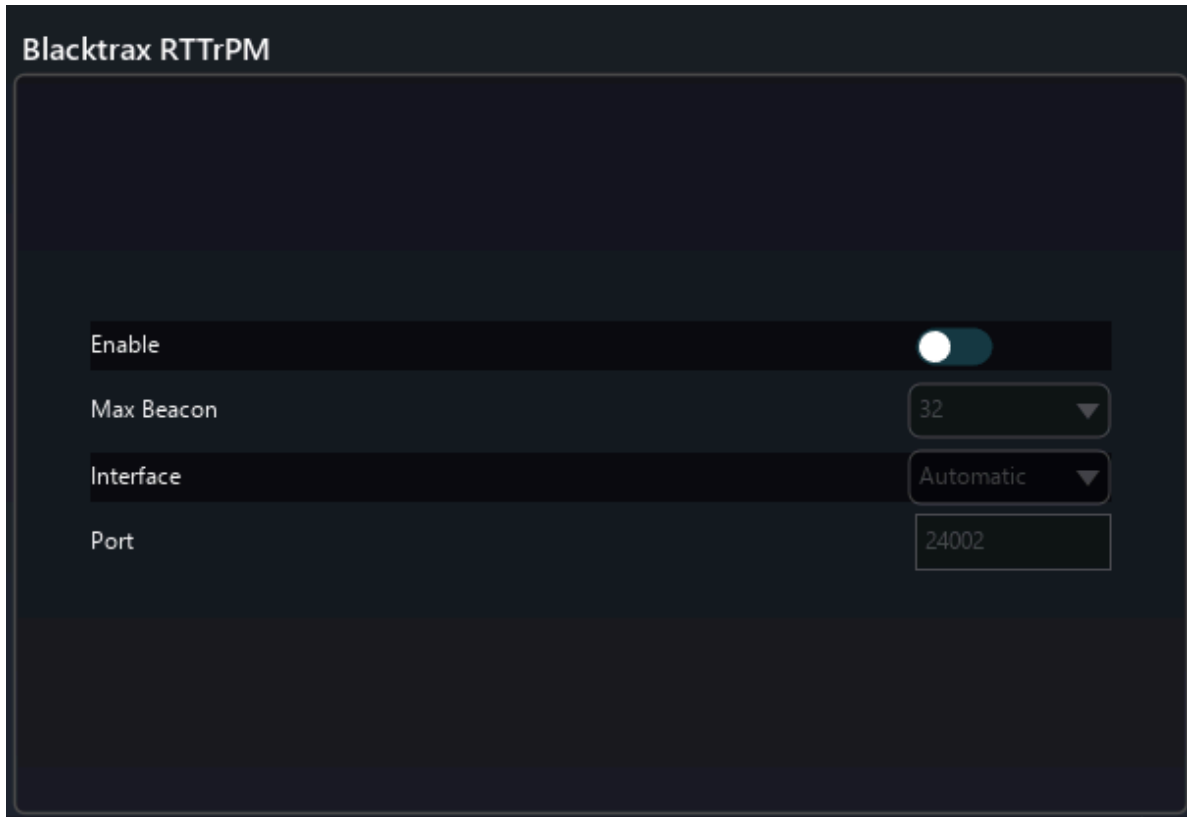 Blacktrax RTTrPM
Enable
Max Beacon 32
Interface Automatic
Port 24002